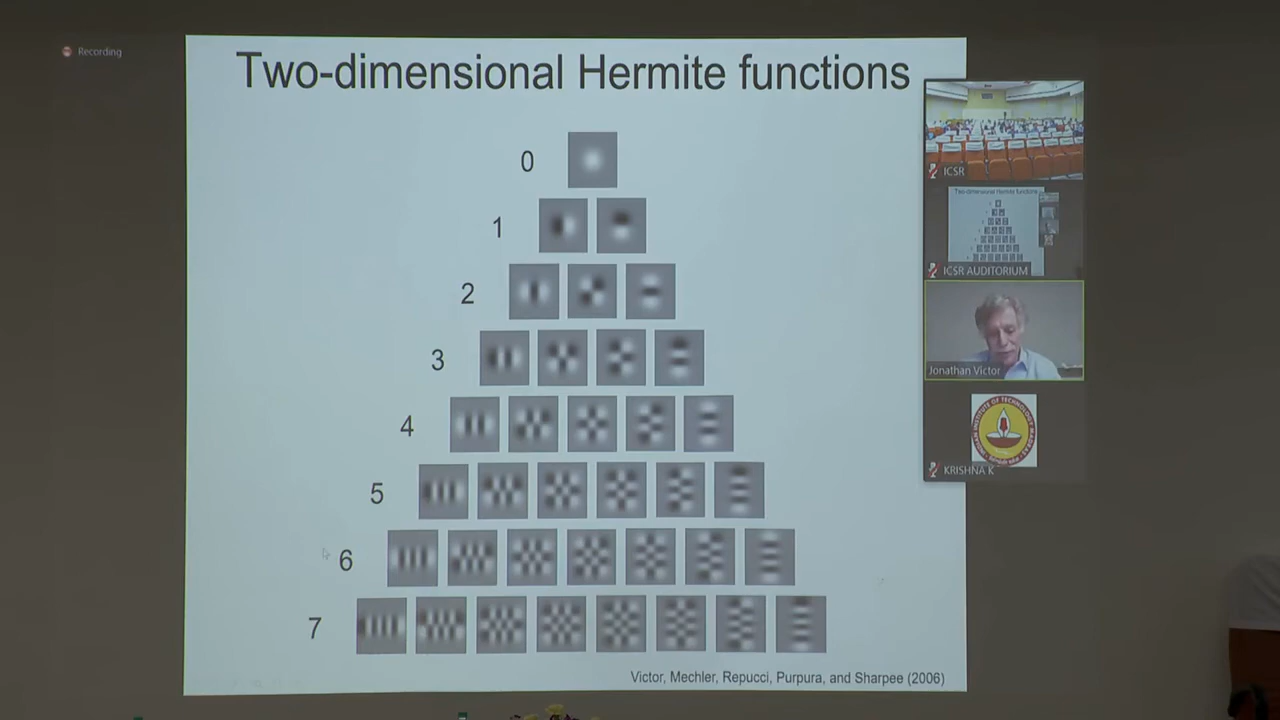 Recording
Two-dimensional Hermite functions
0
1
2
3
4
5
6
7
Victor, Mechler, Repucci, Purpura, and Sharpee (2006)
ICSR
Two-dimensional Hermite functions
ICSR AUDITORIUM
Jonathan Victor
KRISHNA K